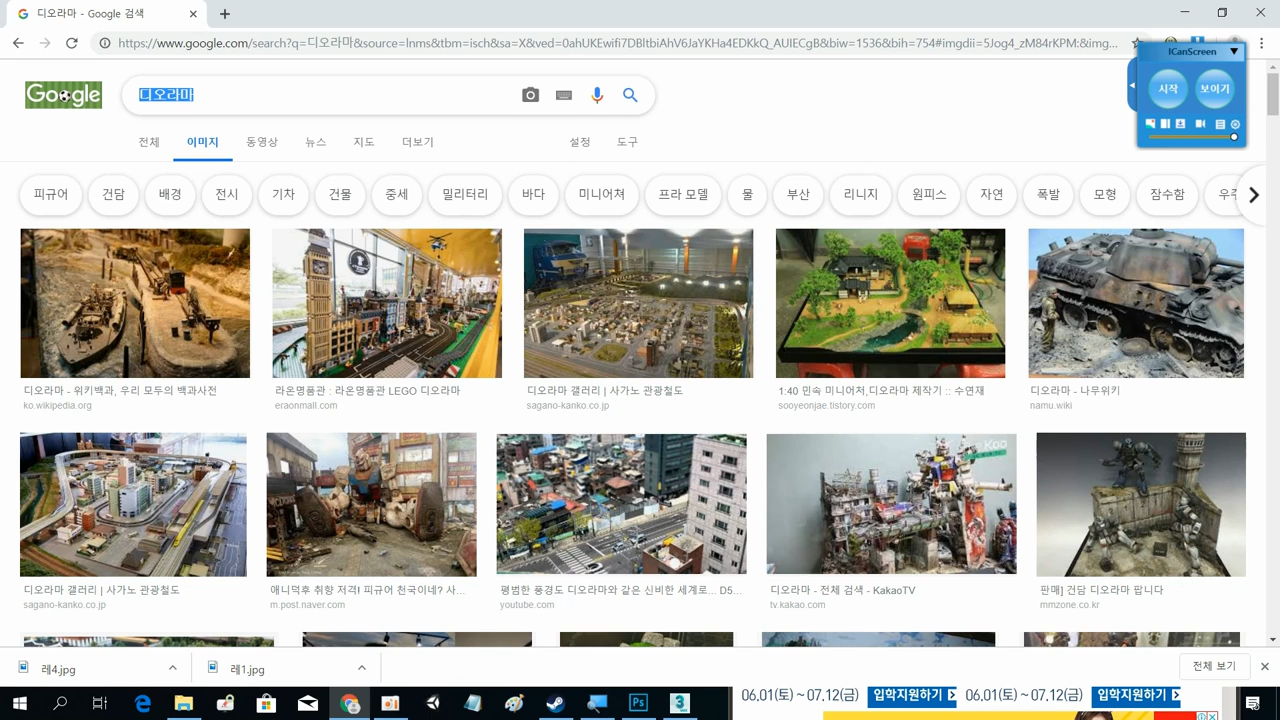 디오라마 - Google 검색
https://www.google.com/search?q=디오라마&source=lnms&tbm=isch&sa=X&ved=0ahUKEwifi7DBltbiAhV6JaYKHa4EDKkQ_AUIECgB&biw=1536&bih=754#imgdii=5Jog4_zM84rKPM:&img...
ICanScreen
시작 보이기
Google
디오라마
전체 이미지 동영상 뉴스 지도 더보기 설정 도구
피규어 건담 배경 전시 기차 건물 중세 밀리터리 바다 미니어쳐 프라 모델 물 부산 리니지 원피스 자연 폭발 모형 잠수함
디오라마 - 위키백과, 우리 모두의 백과사전
ko.wikipedia.org
라온명품관 : 라온명품관 LEGO 디오라마
eraonmall.com
디오라마 갤러리 | 사가노 관광철도
sagano-kanko.co.jp
1:40 민속 미니어처,디오라마 제작기 :: 수연재
sooyeonjae.tistory.com
디오라마 - 나무위키
namu.wiki
디오라마 갤러리 | 사가노 관광철도
sagano-kanko.co.jp
애니덕후 취향 저격! 피규어 천국이네? 사...
m.post.naver.com
평범한 풍경도 디오라마와 같은 신비한 세계로... D5...
youtube.com
디오라마 - 전체 검색 - KakaoTV
tv.kakao.com
판매] 건담 디오라마 팝니다
mmzone.co.kr
레4.jpg 레1.jpg 전체 보기
06.01(토) ~ 07.12(금) 입학지원하기 06.01(토) ~ 07.12(금) 입학지원하기